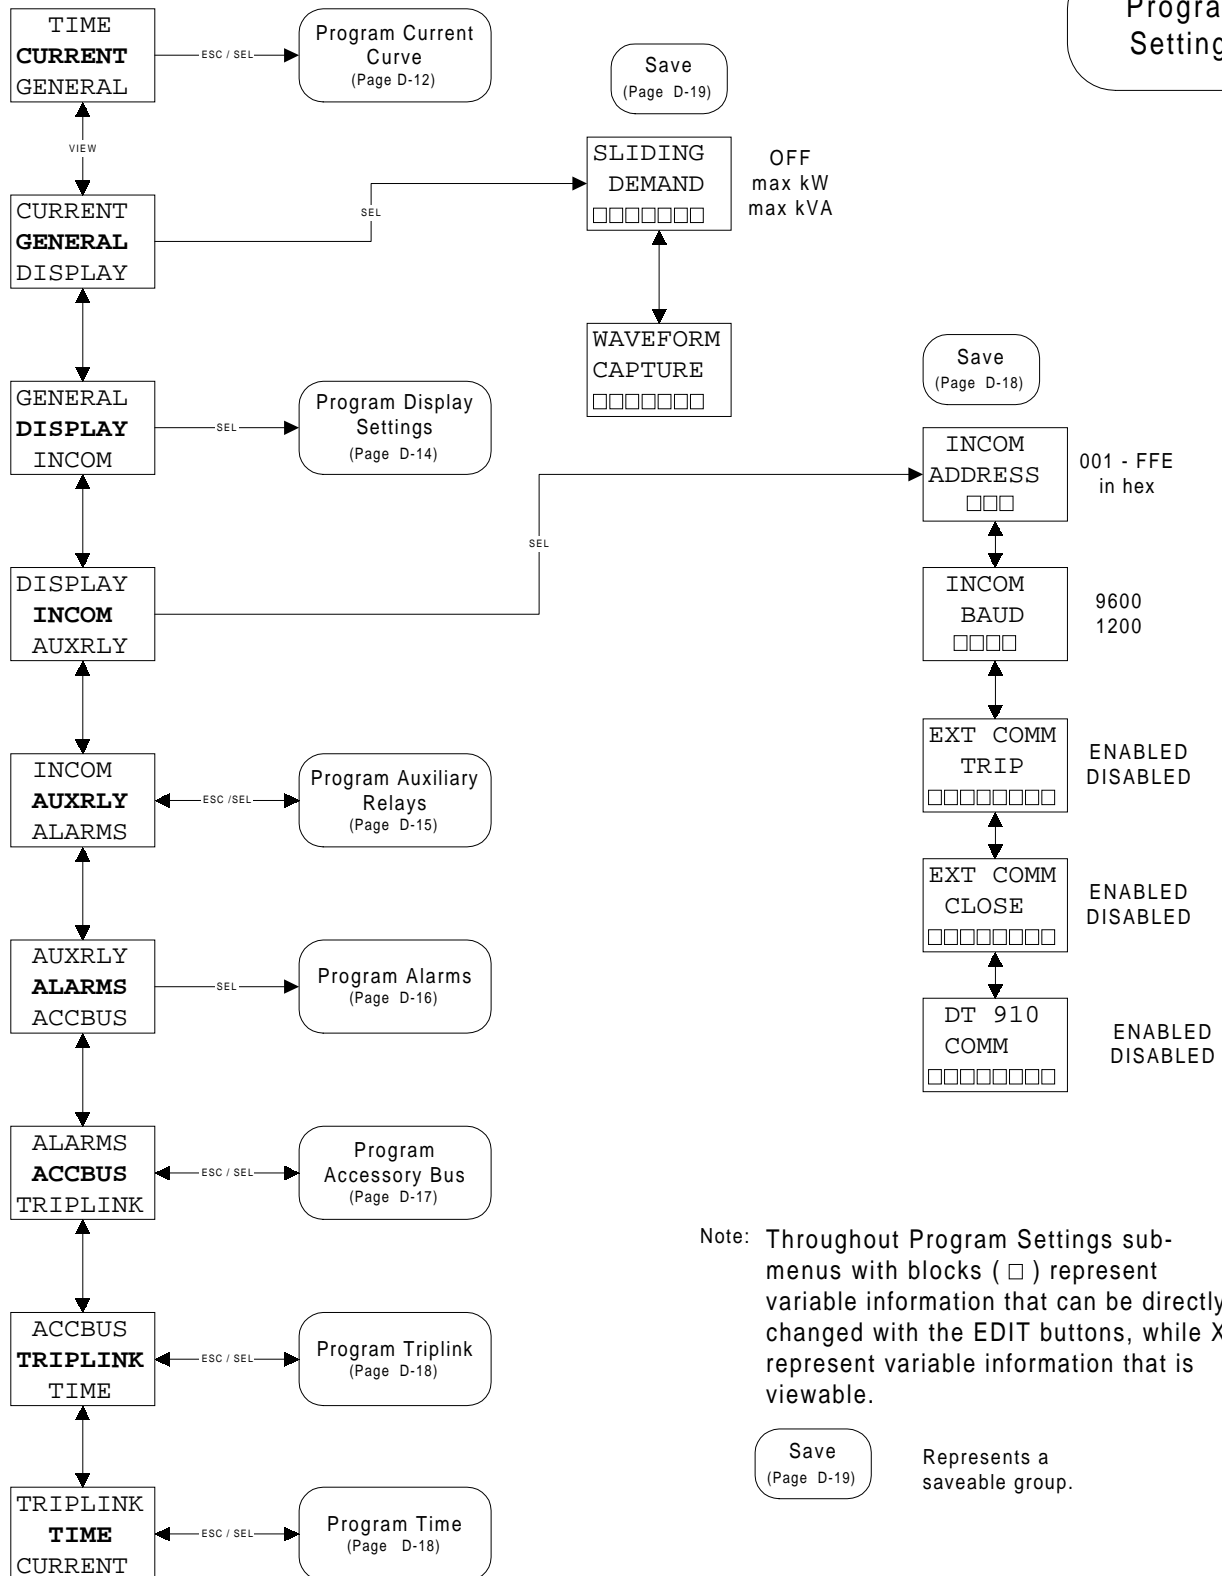 TIME
CURRENT
GENERAL
ESC / SEL
Program Current
Curve
(Page D-12)
Save
(Page D-19)
VIEW
CURRENT
GENERAL
DISPLAY
SEL
SLIDING
DEMAND
□□□□□□□
OFF
max kW
max kVA
WAVEFORM
CAPTURE
□□□□□□□
GENERAL
DISPLAY
INCOM
SEL
Program Display
Settings
(Page D-14)
Save
(Page D-18)
INCOM
ADDRESS
□□□
001 - FFE
in hex
SEL
DISPLAY
INCOM
AUXRLY
INCOM
BAUD
□□□□
9600
1200
EXT COMM
TRIP
□□□□□□□□
ENABLED
DISABLED
INCOM
AUXRLY
ALARMS
ESC /SEL
Program Auxiliary
Relays
(Page D-15)
EXT COMM
CLOSE
□□□□□□□□
ENABLED
DISABLED
AUXRLY
ALARMS
ACCBUS
SEL
Program Alarms
(Page D-16)
DT 910
COMM
□□□□□□□□
ENABLED
DISABLED
ALARMS
ACCBUS
TRIPLINK
ESC / SEL
Program
Accessory Bus
(Page D-17)
Note: Throughout Program Settings sub-
menus with blocks ( □ ) represent
variable information that can be directly
changed with the EDIT buttons, while X
represent variable information that is
viewable.
ACCBUS
TRIPLINK
TIME
ESC / SEL
Program Triplink
(Page D-18)
Save
(Page D-19)
Represents a
saveable group.
TRIPLINK
TIME
CURRENT
ESC / SEL
Program Time
(Page D-18)